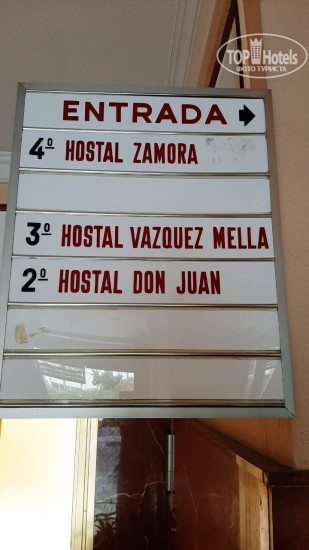 TOP Hotels
ФОТО ТУРИСТА
ENTRADA
4º HOSTAL ZAMORA
3º HOSTAL VAZQUEZ MELLA
2º HOSTAL DON JUAN